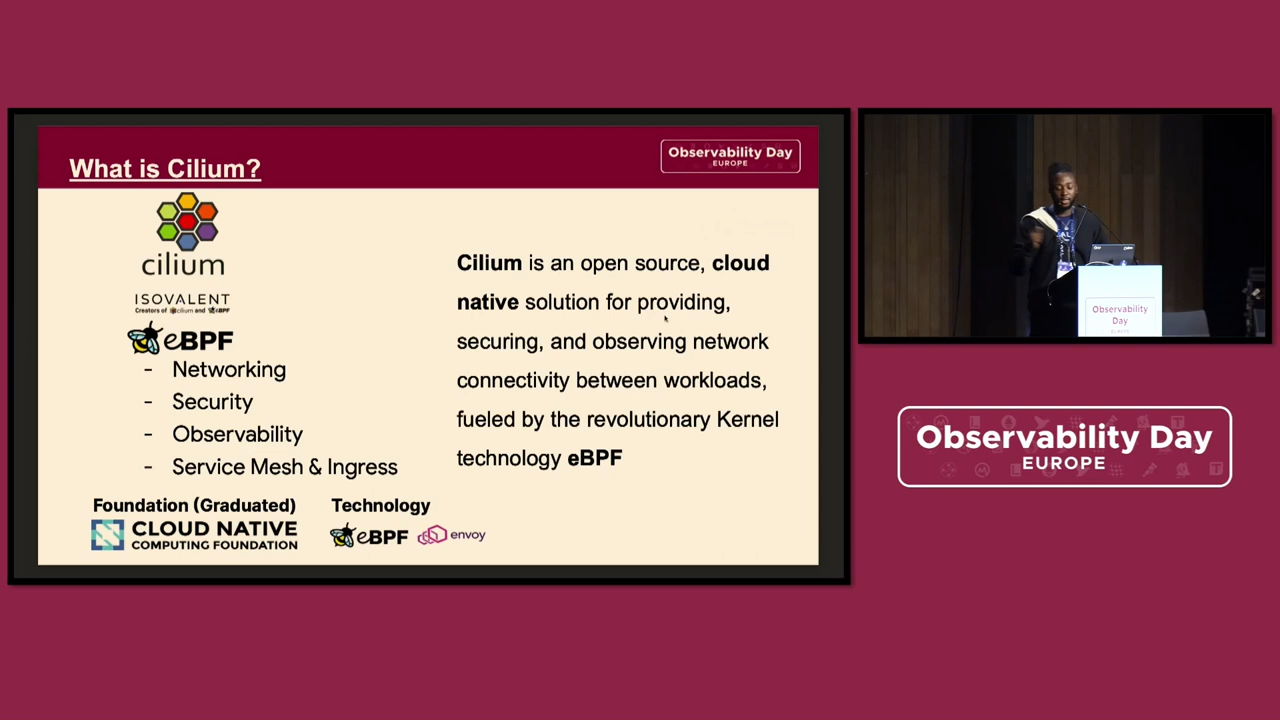 What is Cilium?
Observability Day
EUROPE
cilium
ISOVALENT
Creators of cilium and eBPF
eBPF
- Networking
- Security
- Observability
- Service Mesh & Ingress
Cilium is an open source, cloud
native solution for providing,
securing, and observing network
connectivity between workloads,
fueled by the revolutionary Kernel
technology eBPF
Foundation (Graduated)
CLOUD NATIVE
COMPUTING FOUNDATION
Technology
eBPF
envoy
Observability
Day
EUROPE
Observability Day
EUROPE